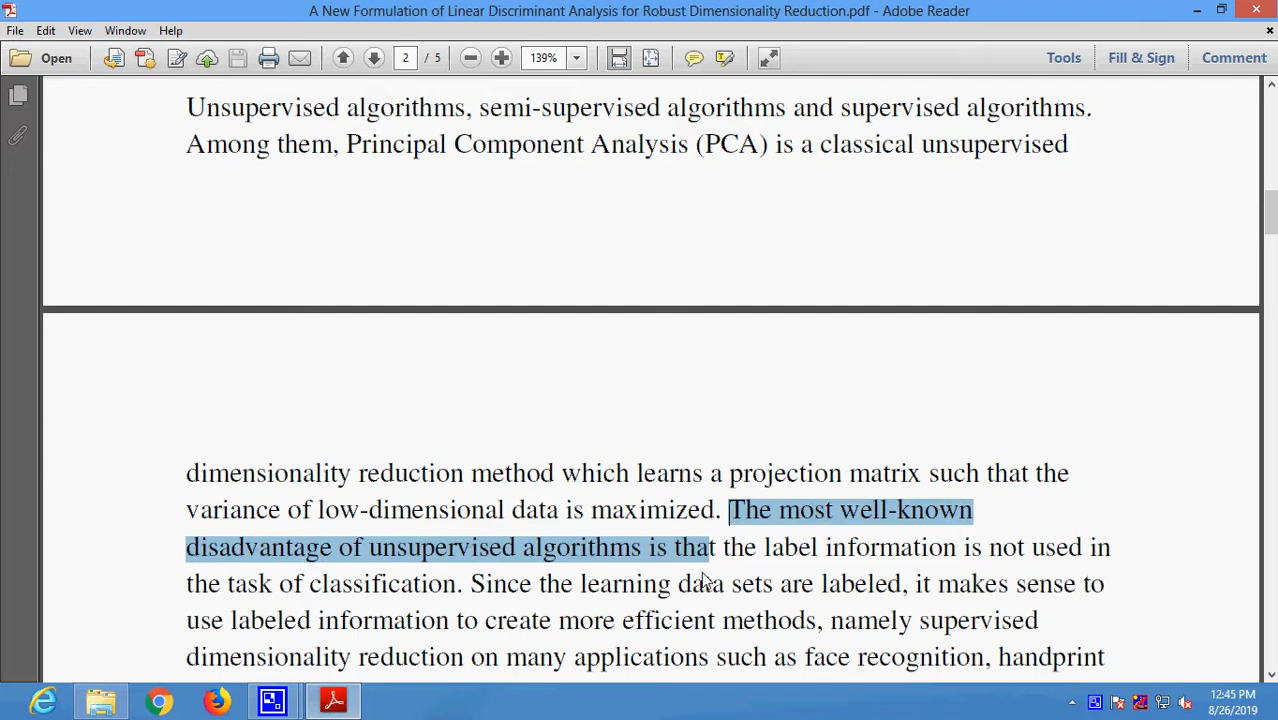 A New Formulation of Linear Discriminant Analysis for Robust Dimensionality Reduction.pdf - Adobe Reader
File Edit View Window Help
Open 2 / 5 139% Tools Fill & Sign Comment
Unsupervised algorithms, semi-supervised algorithms and supervised algorithms.
Among them, Principal Component Analysis (PCA) is a classical unsupervised
dimensionality reduction method which learns a projection matrix such that the
variance of low-dimensional data is maximized. The most well-known
disadvantage of unsupervised algorithms is that the label information is not used in
the task of classification. Since the learning data sets are labeled, it makes sense to
use labeled information to create more efficient methods, namely supervised
dimensionality reduction on many applications such as face recognition, handprint
12:45 PM
8/26/2019